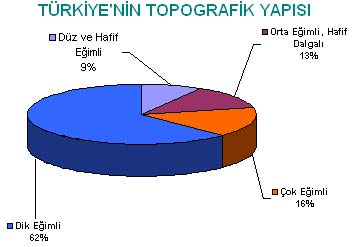 TÜRKİYE'NİN TOPOGRAFİK YAPISI
Düz ve Hafif
Eğimli
9%
Orta Eğimli, Hafif
Dalgalı
13%
Çok Eğimli
16%
Dik Eğimli
62%